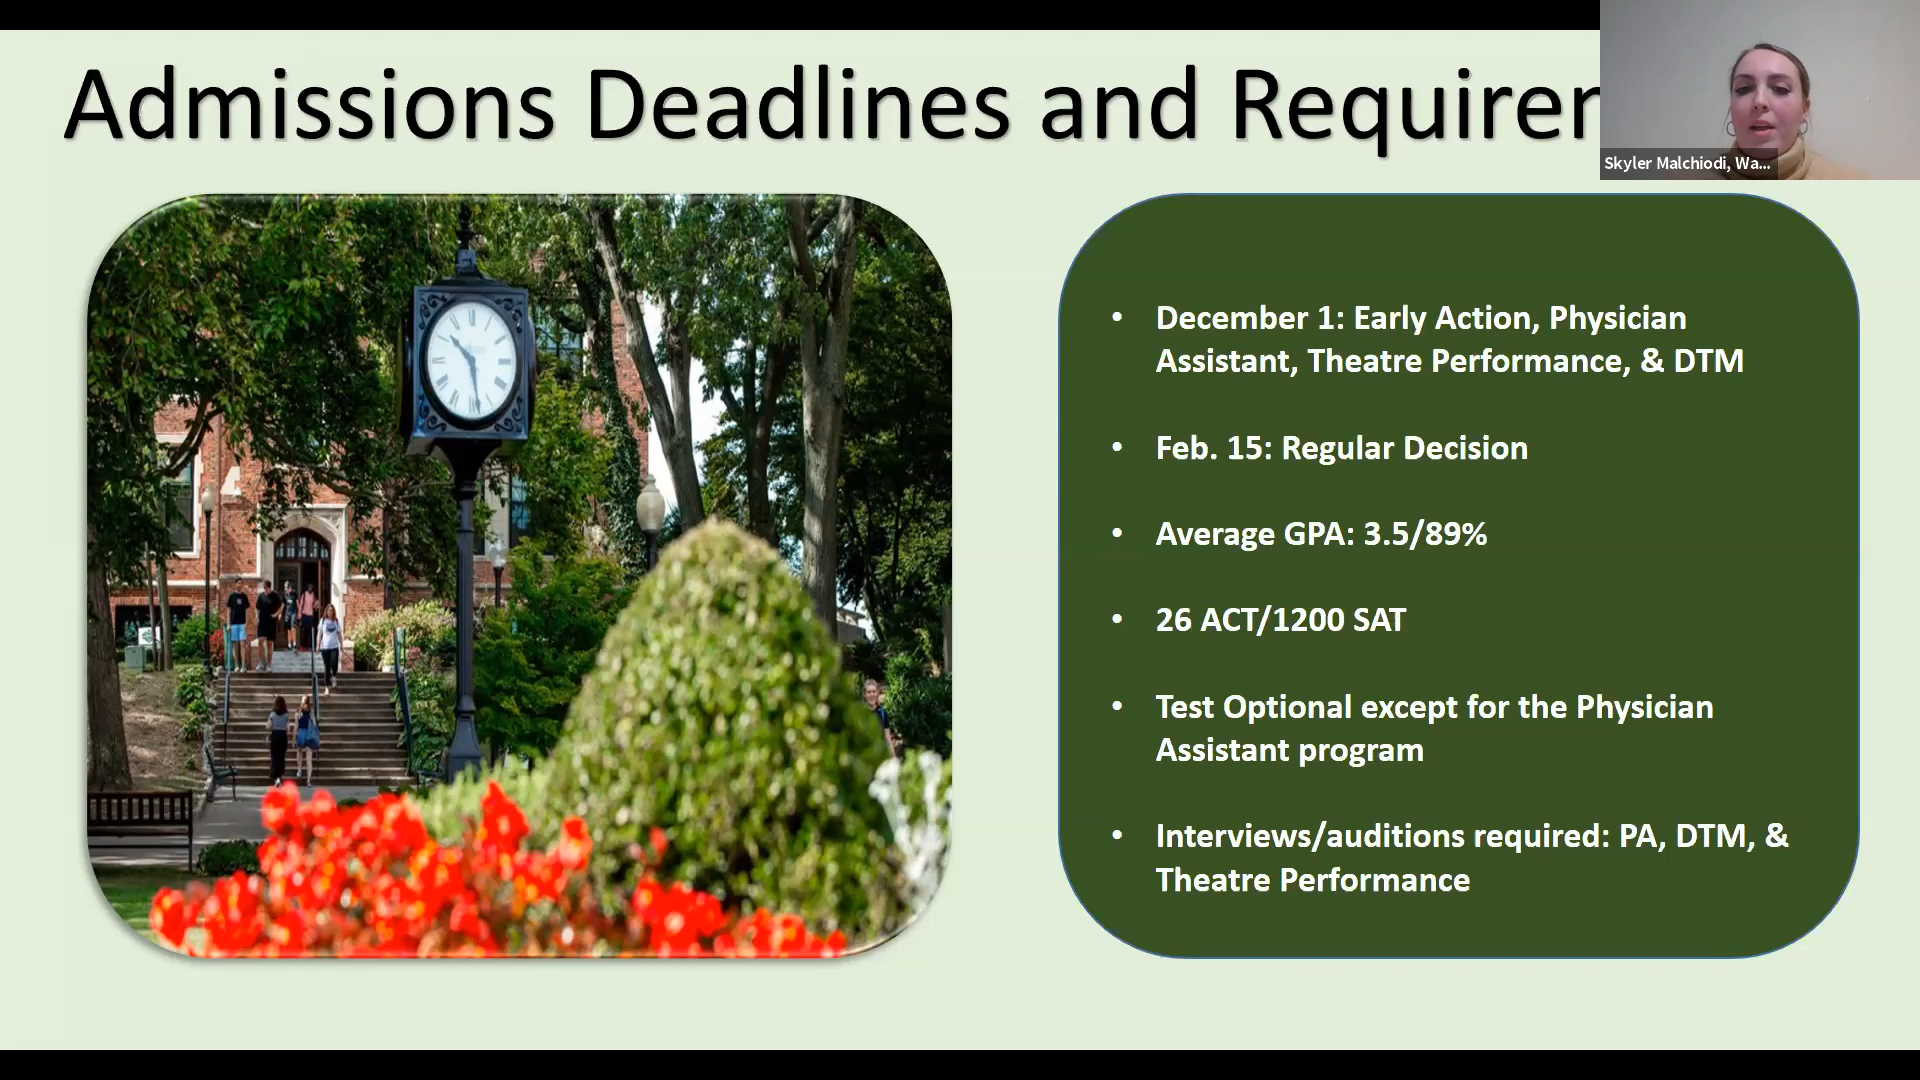 Admissions Deadlines and
Skyler Malchiodi, Wa...
• December 1: Early Action, Physician
Assistant, Theatre Performance, & DTM
• Feb. 15: Regular Decision
• Average GPA: 3.5/89%
• 26 ACT/1200 SAT
• Test Optional except for the Physician
Assistant program
• Interviews/auditions required: PA, DTM, &
Theatre Performance